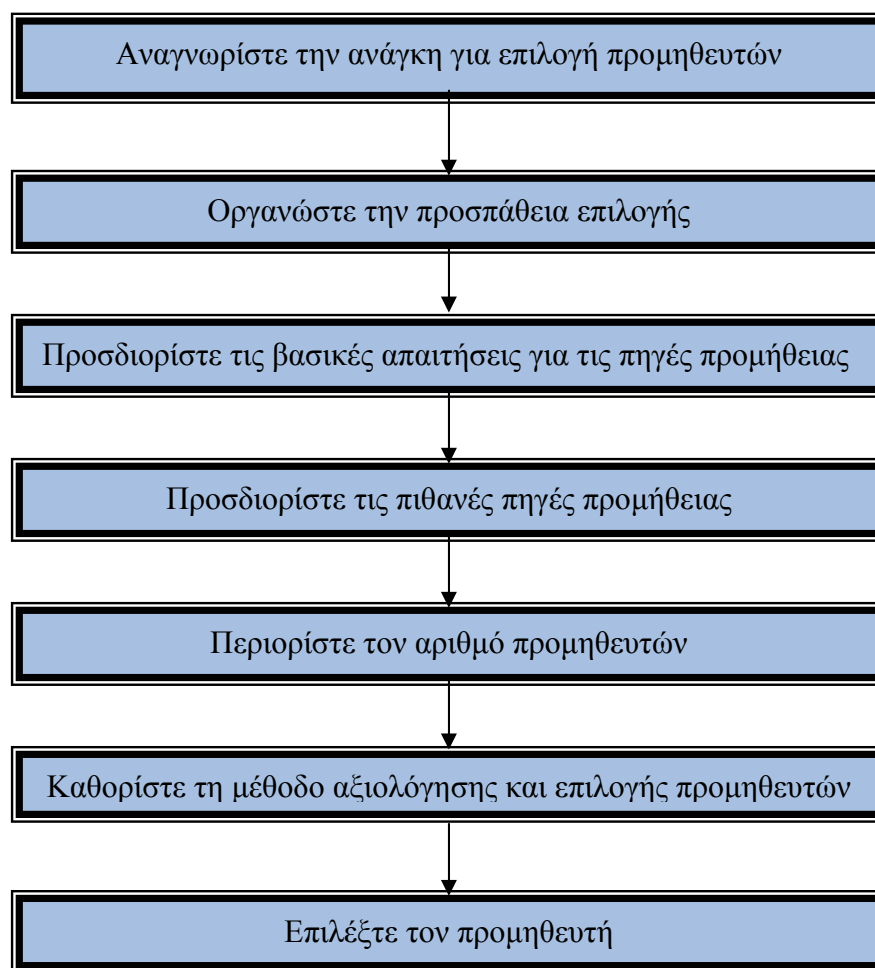 Αναγνωρίστε την ανάγκη για επιλογή προμηθευτών
Οργανώστε την προσπάθεια επιλογής
Προσδιορίστε τις βασικές απαιτήσεις για τις πηγές προμήθειας
Προσδιορίστε τις πιθανές πηγές προμήθειας
Περιορίστε τον αριθμό προμηθευτών
Καθορίστε τη μέθοδο αξιολόγησης και επιλογής προμηθευτών
Επιλέξτε τον προμηθευτή